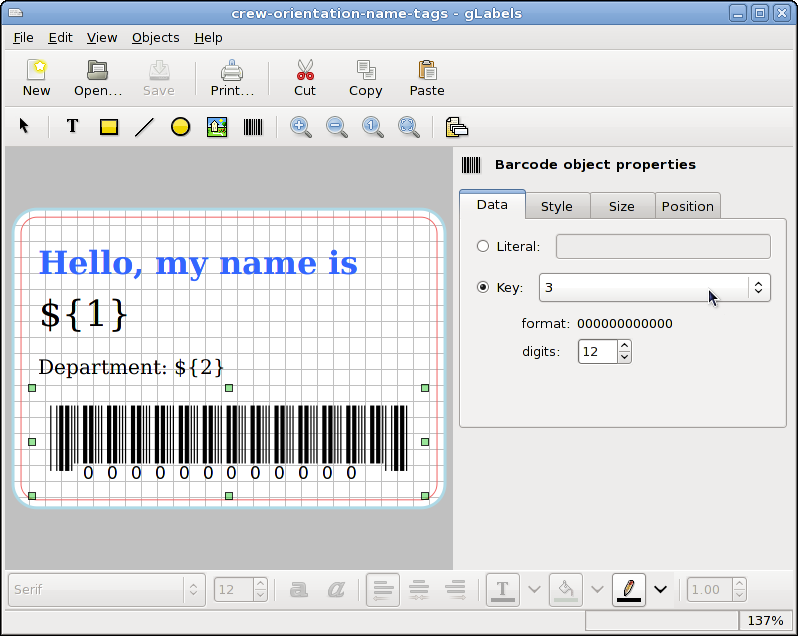 crew-orientation-name-tags - gLabels
File Edit View Objects Help
New Open... Save Print... Cut Copy Paste
T
Barcode object properties
Data Style Size Position
Literal:
Key: 3
format: 000000000000
digits: 12
Hello, my name is
${1}
Department: ${2}
0 0 0 0 0 0 0 0 0 0 0 0
Serif 12 a a T 1.00
137%